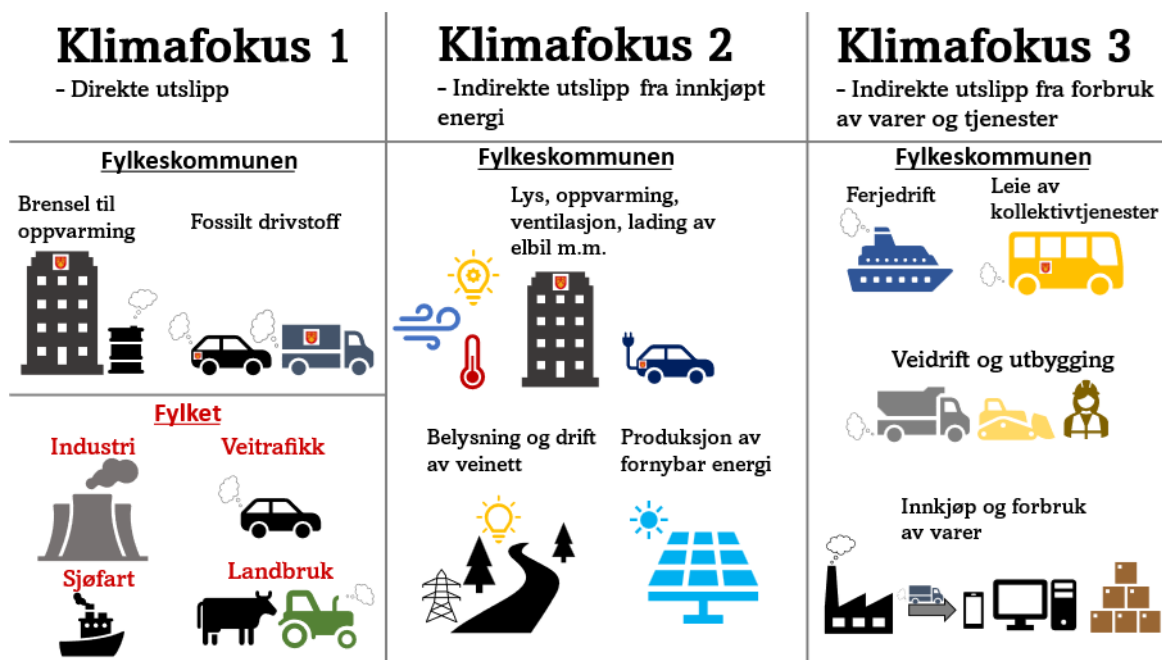 Klimafokus 1
- Direkte utslipp
Fylkeskommunen
Brensel til
oppvarming
Fossilt drivstoff
Fylket
Industri
Veitrafikk
Sjøfart
Landbruk
Klimafokus 2
- Indirekte utslipp fra innkjøpt
energi
Fylkeskommunen
Lys, oppvarming,
ventilasjon, lading av
elbil m.m.
Belysning og drift
av veinett
Produksjon av
fornybar energi
Klimafokus 3
- Indirekte utslipp fra forbruk
av varer og tjenester
Fylkeskommunen
Ferjedrift
Leie av
kollektivtjenester
Veidrift og utbygging
Innkjøp og forbruk
av varer